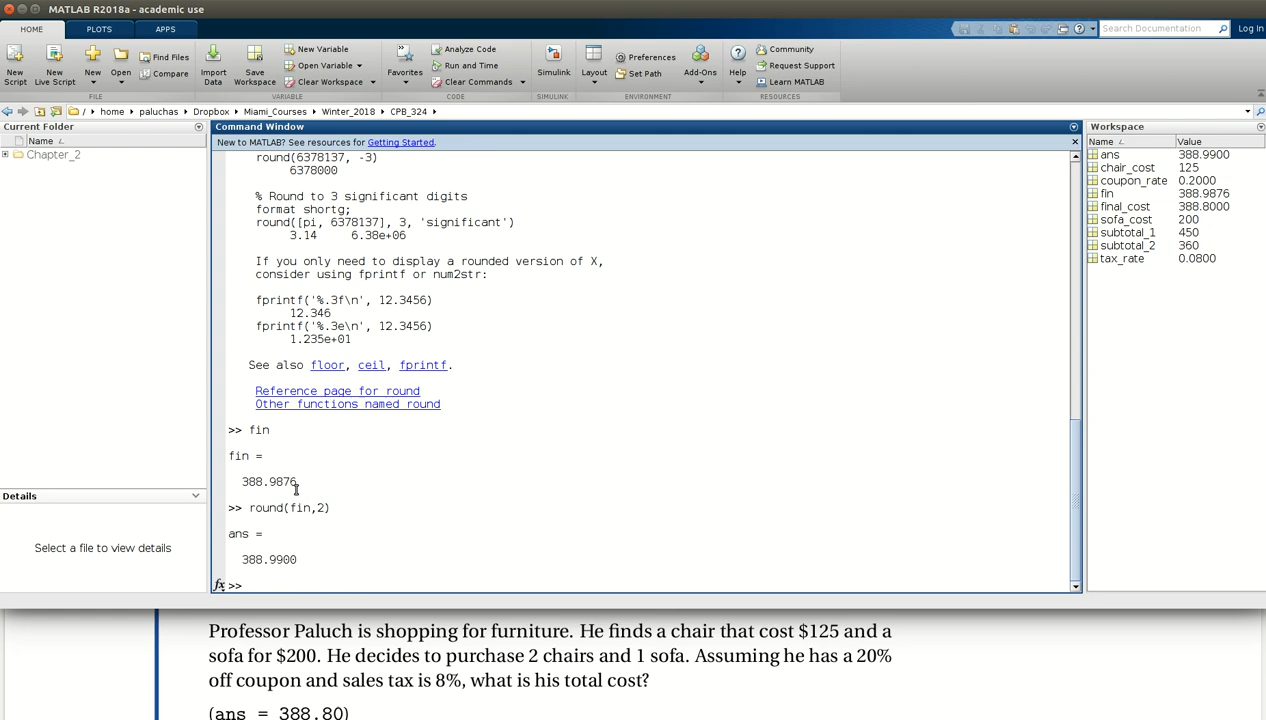 MATLAB R2018a - academic use
HOME PLOTS APPS
Search Documentation Log In
New Script
New Live Script
New
Open
Find Files
Compare
FILE
Import Data
Save Workspace
New Variable
Open Variable
Clear Workspace
VARIABLE
Favorites
Analyze Code
Run and Time
Clear Commands
CODE
Simulink
SIMULINK
Layout
Preferences
Set Path
Add-Ons
ENVIRONMENT
Help
Community
Request Support
Learn MATLAB
RESOURCES
/ home paluchas Dropbox Miami_Courses Winter_2018 CPB_324
Current Folder
Name
Chapter_2
Details
Select a file to view details
Command Window
New to MATLAB? See resources for Getting Started.
round(6378137, -3)
6378000
% Round to 3 significant digits
format shortg;
round([pi, 6378137], 3, 'significant')
3.14 6.38e+06
If you only need to display a rounded version of X,
consider using fprintf or num2str:
fprintf('%.3f\n', 12.3456)
12.346
fprintf('%.3e\n', 12.3456)
1.235e+01
See also floor, ceil, fprintf.
Reference page for round
Other functions named round
>> fin
fin =
388.9876
>> round(fin,2)
ans =
388.9900
fx >>
Workspace
Name Value
ans 388.9900
chair_cost 125
coupon_rate 0.2000
fin 388.9876
final_cost 388.8000
sofa_cost 200
subtotal_1 450
subtotal_2 360
tax_rate 0.0800
Professor Paluch is shopping for furniture. He finds a chair that cost $125 and a
sofa for $200. He decides to purchase 2 chairs and 1 sofa. Assuming he has a 20%
off coupon and sales tax is 8%, what is his total cost?
(ans = 388.80)